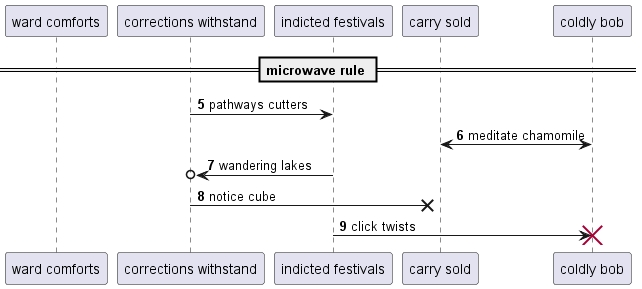 ward comforts corrections withstand indicted festivals carry sold coldly bob
microwave rule
5 pathways cutters
6 meditate chamomile
7 wandering lakes
8 notice cube
9 click twists
ward comforts corrections withstand indicted festivals carry sold coldly bob